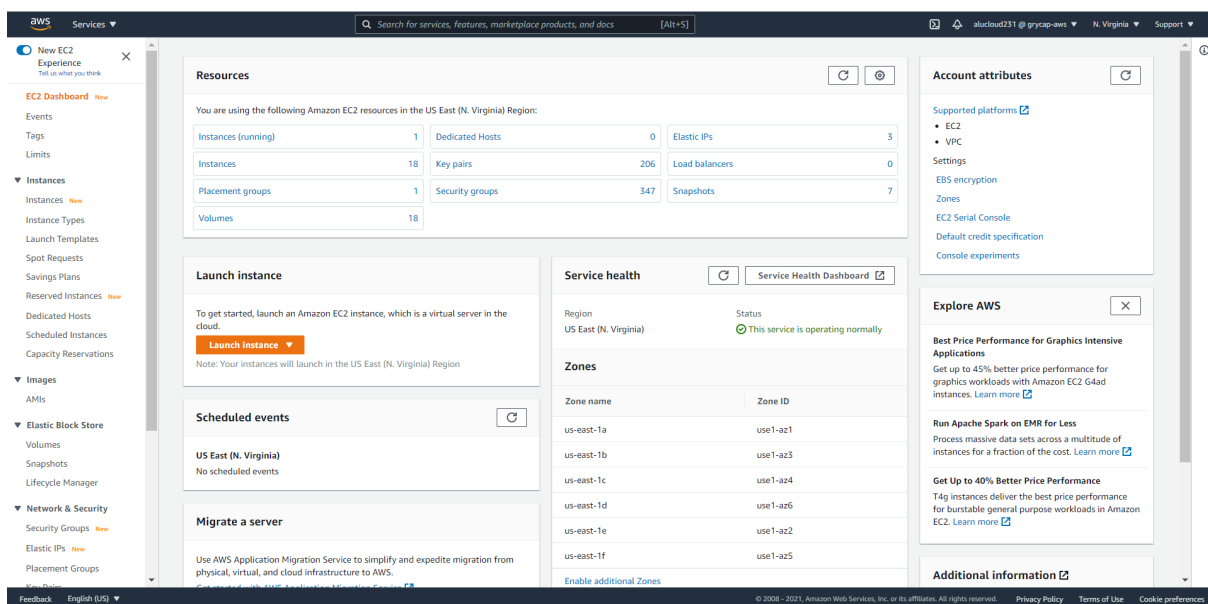 aws
Services
Search for services, features, marketplace products, and docs [Alt+S]
alucloud231 @ grycap-aws
N. Virginia
Support
New EC2
Experience
Tell us what you think
EC2 Dashboard New
Events
Tags
Limits
Instances
Instances New
Instance Types
Launch Templates
Spot Requests
Savings Plans
Reserved Instances New
Dedicated Hosts
Scheduled Instances
Capacity Reservations
Images
AMIs
Elastic Block Store
Volumes
Snapshots
Lifecycle Manager
Network & Security
Security Groups New
Elastic IPs New
Placement Groups
Key Pairs
Resources
You are using the following Amazon EC2 resources in the US East (N. Virginia) Region:
Instances (running) 1
Dedicated Hosts 0
Elastic IPs 3
Instances 18
Key pairs 206
Load balancers 0
Placement groups 1
Security groups 347
Snapshots 7
Volumes 18
Launch instance
To get started, launch an Amazon EC2 instance, which is a virtual server in the
cloud.
Launch instance
Note: Your instances will launch in the US East (N. Virginia) Region
Scheduled events
US East (N. Virginia)
No scheduled events
Migrate a server
Use AWS Application Migration Service to simplify and expedite migration from
physical, virtual, and cloud infrastructure to AWS.
Get started with AWS Application Migration Service
Service health
Service Health Dashboard
Region
US East (N. Virginia)
Status
This service is operating normally
Zones
Zone name Zone ID
us-east-1a use1-az1
us-east-1b use1-az3
us-east-1c use1-az4
us-east-1d use1-az6
us-east-1e use1-az2
us-east-1f use1-az5
Enable additional Zones
Account attributes
Supported platforms
• EC2
• VPC
Settings
EBS encryption
Zones
EC2 Serial Console
Default credit specification
Console experiments
Explore AWS
Best Price Performance for Graphics Intensive
Applications
Get up to 45% better price performance for
graphics workloads with Amazon EC2 G4ad
instances. Learn more
Run Apache Spark on EMR for Less
Process massive data sets across a multitude of
instances for a fraction of the cost. Learn more
Get Up to 40% Better Price Performance
T4g instances deliver the best price performance
for burstable general purpose workloads in Amazon
EC2. Learn more
Additional information
Feedback
English (US)
© 2008 - 2021, Amazon Web Services, Inc. or its affiliates. All rights reserved.
Privacy Policy
Terms of Use
Cookie preferences